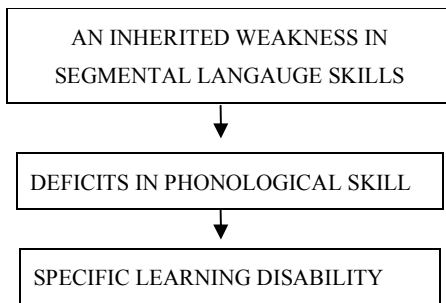 AN INHERITED WEAKNESS IN
SEGMENTAL LANGAUGE SKILLS
DEFICITS IN PHONOLOGICAL SKILL
SPECIFIC LEARNING DISABILITY